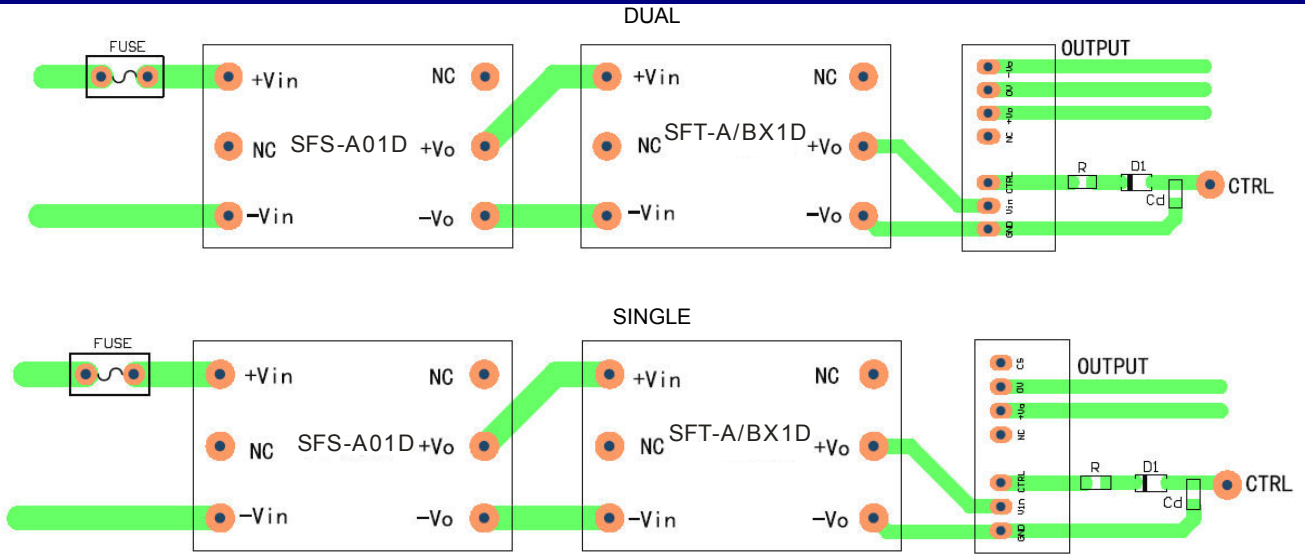 DUAL
FUSE
+Vin
NC
NC
SFS-A01D
+Vo
-Vin
-Vo
+Vin
NC
NC
SFT-A/BX1D
+Vo
-Vin
-Vo
OUTPUT
-Vo
0V
+Vo
NC
CTRL
Vin
GND
R
D1
Cd
CTRL
SINGLE
FUSE
+Vin
NC
NC
SFS-A01D
+Vo
-Vin
-Vo
+Vin
NC
NC
SFT-A/BX1D
+Vo
-Vin
-Vo
OUTPUT
CS
0V
+Vo
NC
CTRL
Vin
GND
R
D1
Cd
CTRL